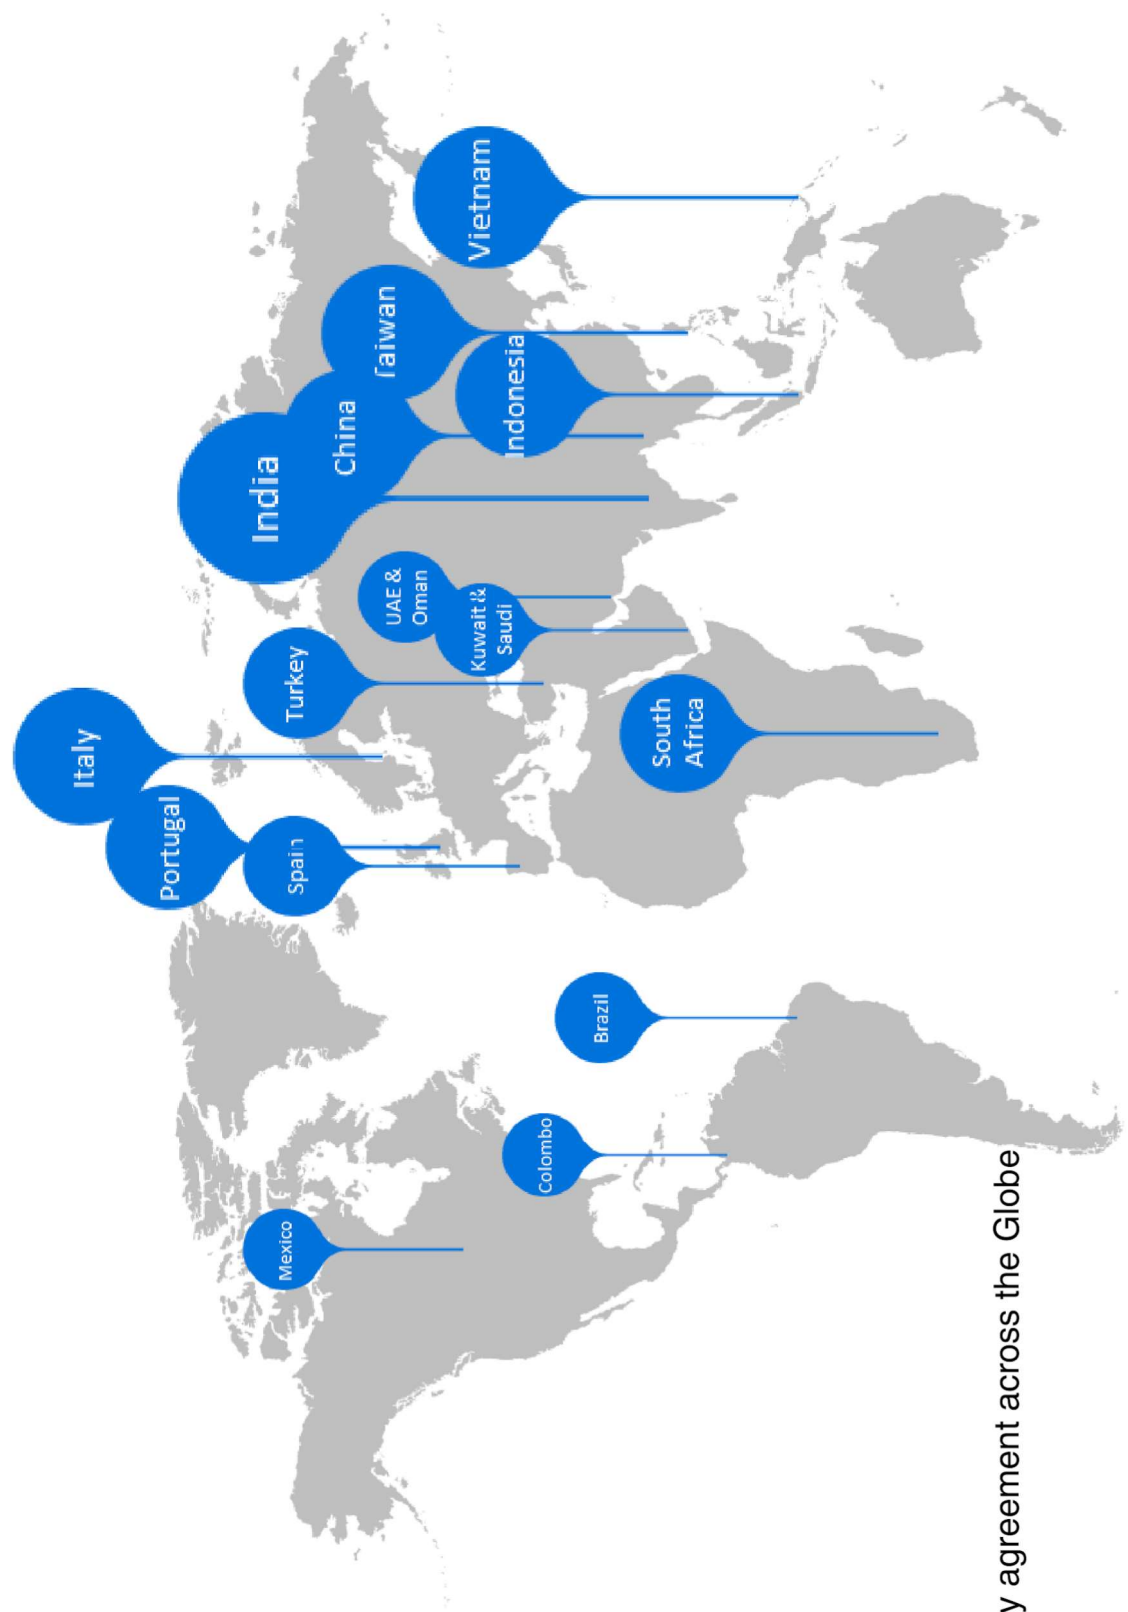 Italy
Portugal
Spain
Turkey
India
China
Taiwan
Vietnam
Indonesia
UAE &
Oman
Kuwait &
Saudi
South
Africa
Mexico
Colombo
Brazil
y agreement across the Globe